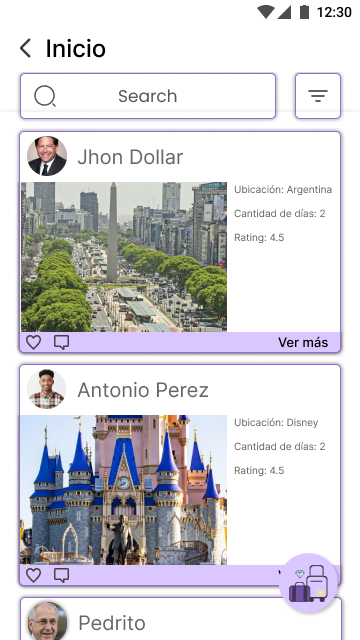 12:30
Inicio
Search
Jhon Dollar
Ubicación: Argentina
Cantidad de días: 2
Rating: 4.5
Ver más
Antonio Perez
Ubicación: Disney
Cantidad de días: 2
Rating: 4.5
Pedrito